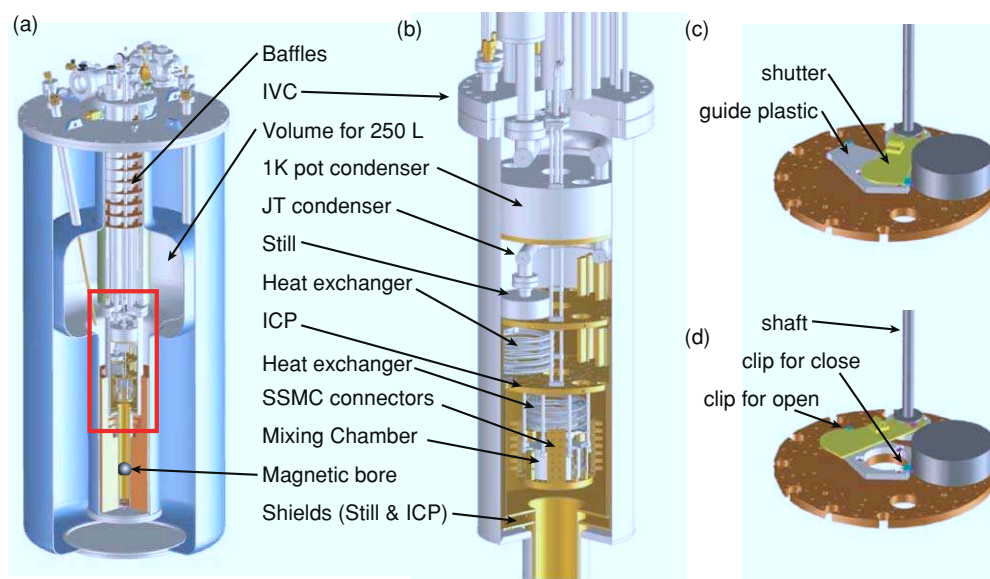 (a)
Baffles
IVC
Volume for 250 L
1K pot condenser
JT condenser
Still
Heat exchanger
ICP
Heat exchanger
SSMC connectors
Mixing Chamber
Magnetic bore
Shields (Still & ICP)
(b)
(c)
shutter
guide plastic
(d)
shaft
clip for close
clip for open